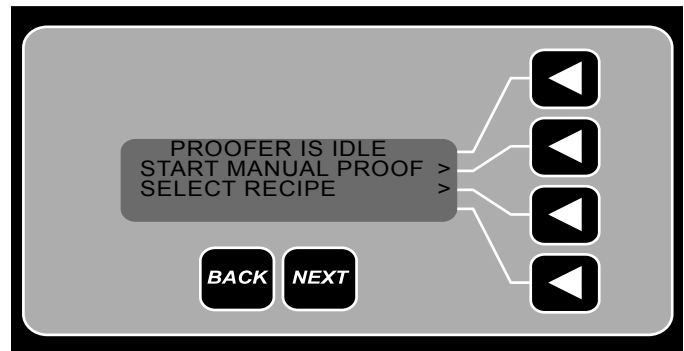 PROOFER IS IDLE
START MANUAL PROOF >
SELECT RECIPE >
BACK NEXT